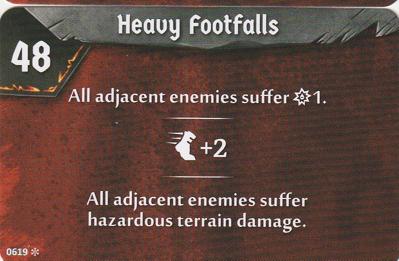 Heavy Footfalls
48
All adjacent enemies suffer 1.
+2
All adjacent enemies suffer
hazardous terrain damage.
0619